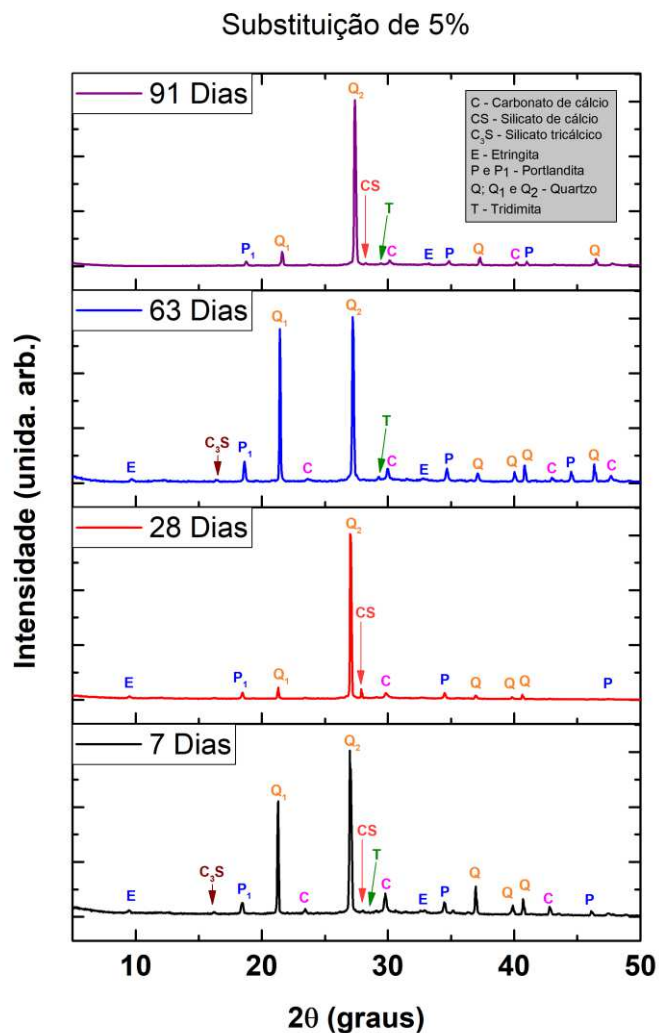 Substituição de 5%
91 Dias
C - Carbonato de cálcio
CS - Silicato de cálcio
C₃S - Silicato tricálcico
E - Etringita
P e P₁ - Portlandita
Q; Q₁ e Q₂ - Quartzo
T - Tridimita
P₁ Q₁ Q₂ CS T C E P Q C P Q
63 Dias
E C₃S P₁ Q₁ C Q₂ T C E P Q Q Q C P Q C
28 Dias
E P₁ Q₁ Q₂ CS C P Q Q Q P
7 Dias
E C₃S P₁ Q₁ C Q₂ CS T C E P Q Q Q C P
10 20 30 40 50
2θ (graus)
Intensidade (unida. arb.)